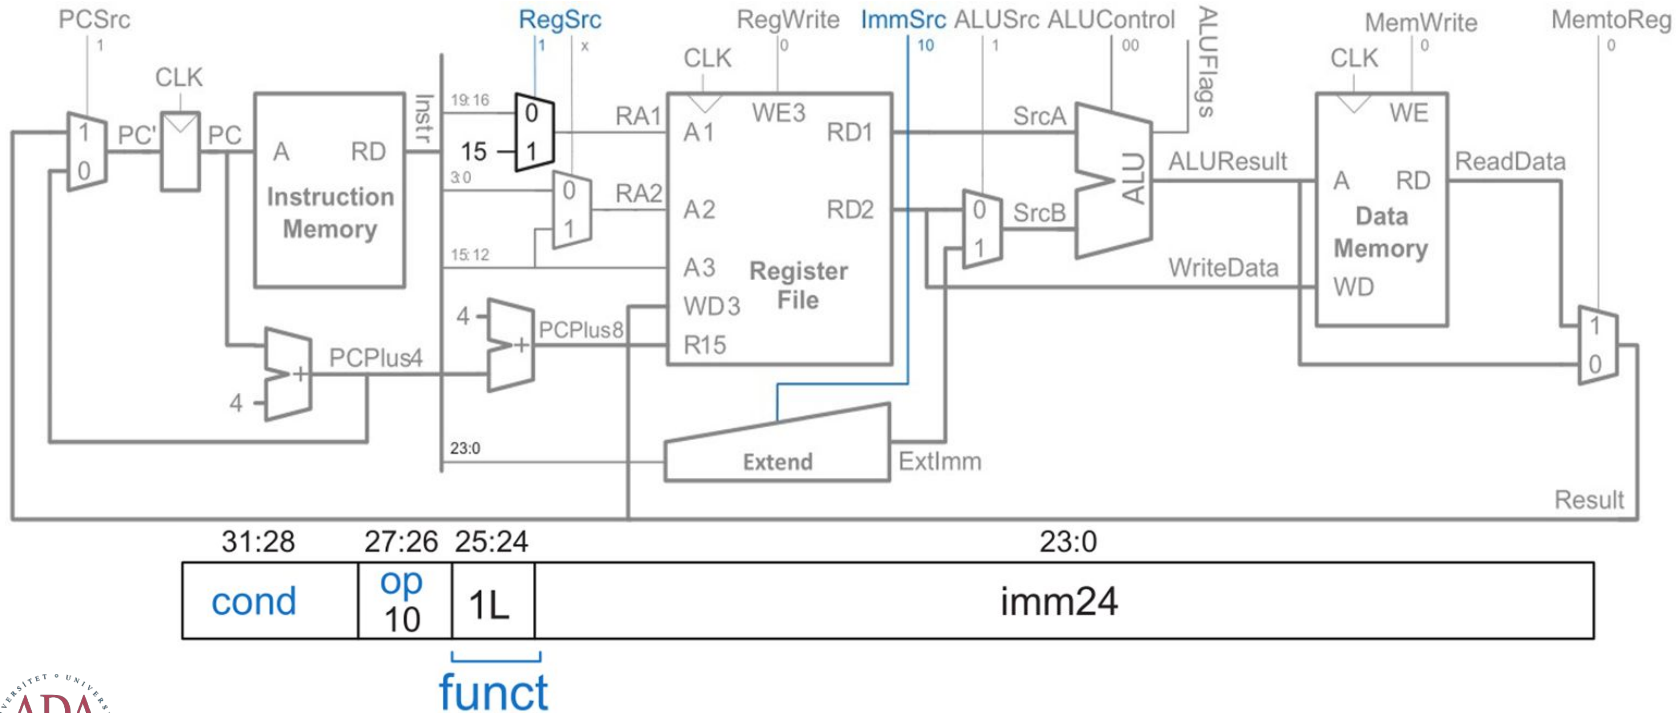 PCSrc
1
RegSrc
1 x
RegWrite
0
ImmSrc
10
ALUSrc
1
ALUControl
00
ALUFlags
MemWrite
0
MemtoReg
0
CLK
CLK
CLK
1
0
PC'
PC
A RD
Instruction
Memory
Instr
19:16
15
0
1
RA1
3:0
0
1
RA2
15:12
A1
WE3
RD1
A2
RD2
A3
Register
File
WD3
R15
SrcA
0
1
SrcB
ALU
ALUResult
WriteData
WE
A RD
Data
Memory
WD
ReadData
1
0
4
+
PCPlus8
PCPlus4
+
4
23:0
Extend
ExtImm
Result
31:28 27:26 25:24 23:0
cond
op
10
1L
imm24
funct
ADA